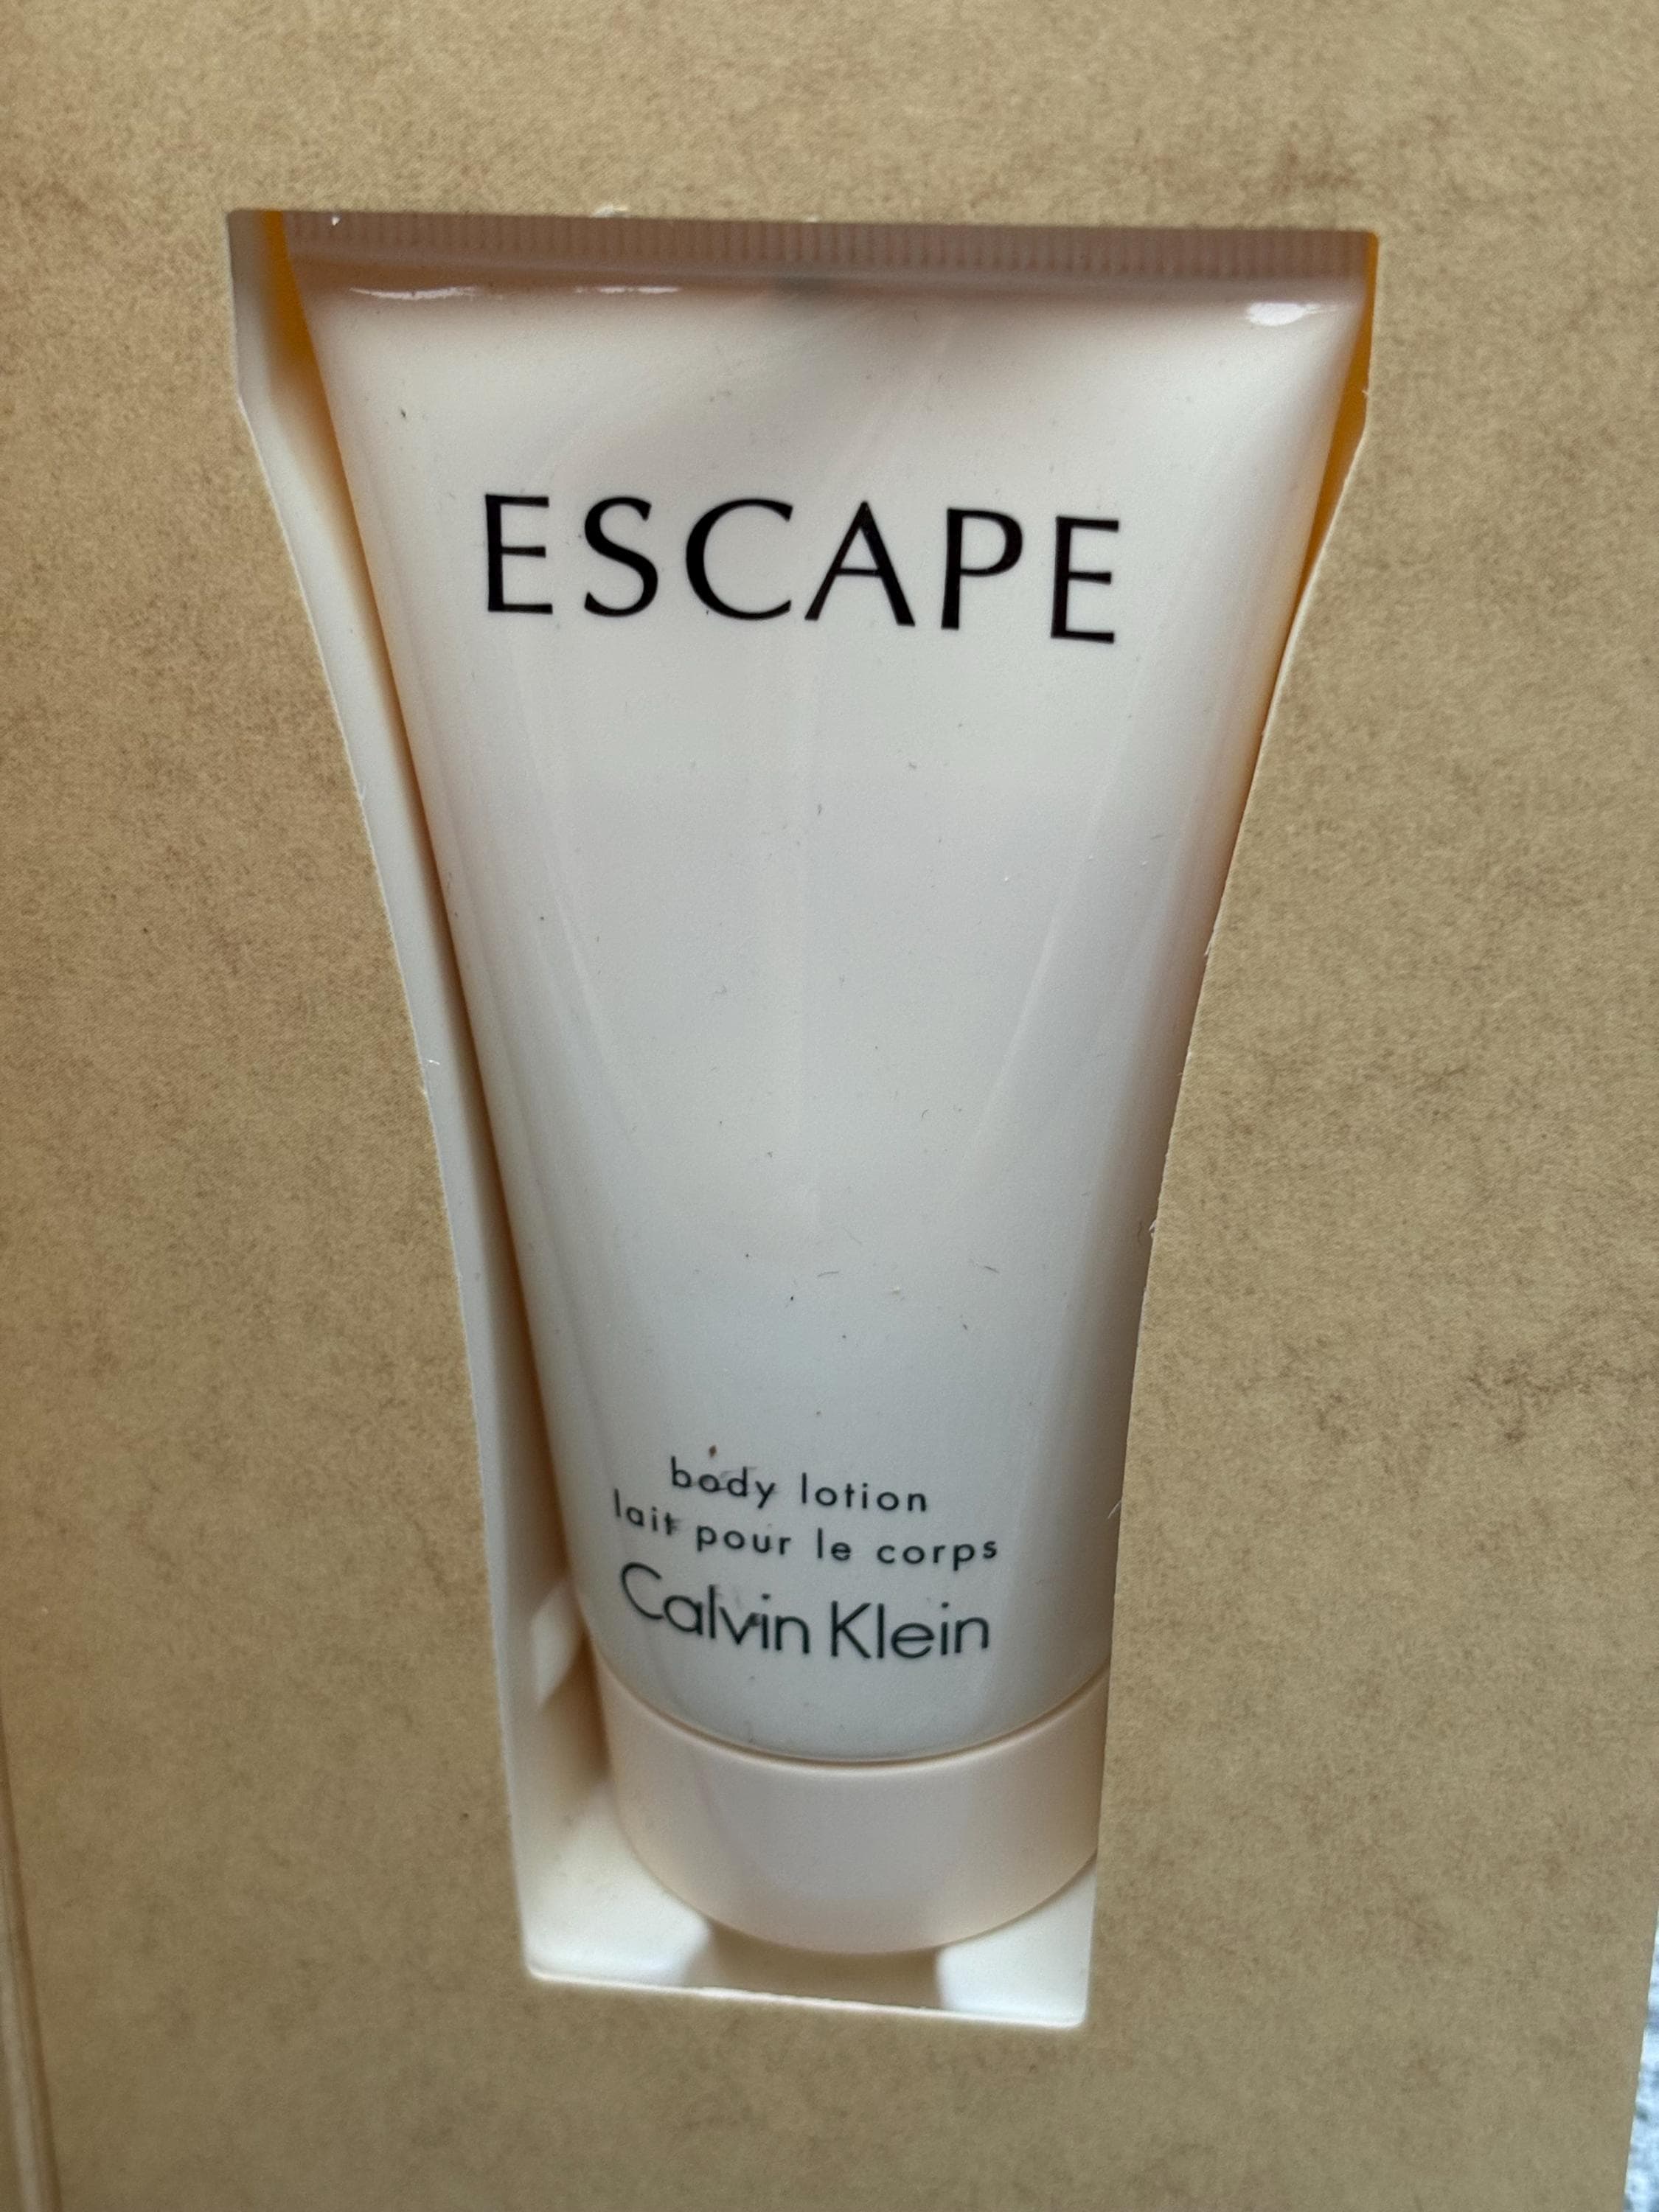 ESCAPE
body lotion
lait pour le corps
Calvin Klein